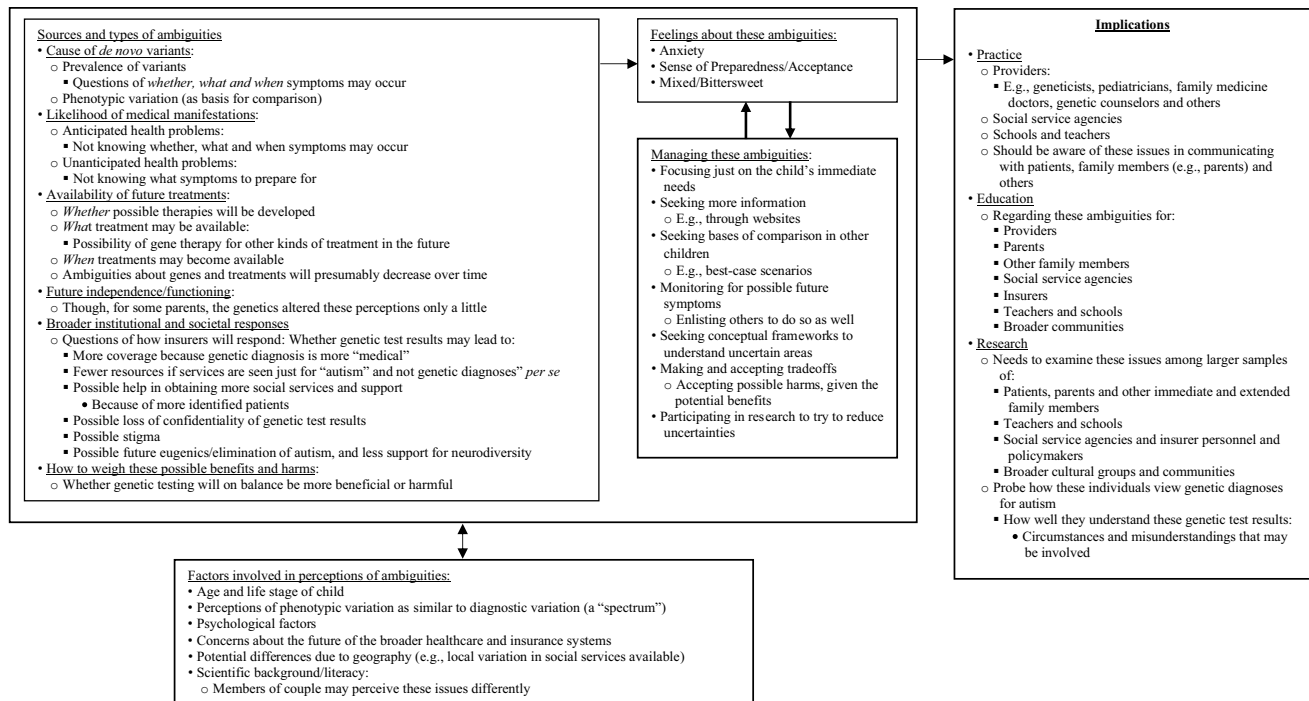 Sources and types of ambiguities
• Cause of de novo variants:
o Prevalence of variants
▪ Questions of whether, what and when symptoms may occur
o Phenotypic variation (as basis for comparison)
• Likelihood of medical manifestations:
o Anticipated health problems:
▪ Not knowing whether, what and when symptoms may occur
o Unanticipated health problems:
▪ Not knowing what symptoms to prepare for
• Availability of future treatments:
o Whether possible therapies will be developed
o What treatment may be available:
▪ Possibility of gene therapy for other kinds of treatment in the future
o When treatments may become available
o Ambiguities about genes and treatments will presumably decrease over time
• Future independence/functioning:
o Though, for some parents, the genetics altered these perceptions only a little
• Broader institutional and societal responses
o Questions of how insurers will respond: Whether genetic test results may lead to:
▪ More coverage because genetic diagnosis is more “medical”
▪ Fewer resources if services are seen just for “autism” and not genetic diagnoses” per se
▪ Possible help in obtaining more social services and support
• Because of more identified patients
▪ Possible loss of confidentiality of genetic test results
▪ Possible stigma
▪ Possible future eugenics/elimination of autism, and less support for neurodiversity
• How to weigh these possible benefits and harms:
o Whether genetic testing will on balance be more beneficial or harmful
Feelings about these ambiguities:
• Anxiety
• Sense of Preparedness/Acceptance
• Mixed/Bittersweet
Managing these ambiguities:
• Focusing just on the child’s immediate
needs
• Seeking more information
o E.g., through websites
• Seeking bases of comparison in other
children
o E.g., best-case scenarios
• Monitoring for possible future
symptoms
o Enlisting others to do so as well
• Seeking conceptual frameworks to
understand uncertain areas
• Making and accepting tradeoffs
o Accepting possible harms, given the
potential benefits
• Participating in research to try to reduce
uncertainties
Implications
• Practice
o Providers:
▪ E.g., geneticists, pediatricians, family medicine
doctors, genetic counselors and others
o Social service agencies
o Schools and teachers
o Should be aware of these issues in communicating
with patients, family members (e.g., parents) and
others
• Education
o Regarding these ambiguities for:
▪ Providers
▪ Parents
▪ Other family members
▪ Social service agencies
▪ Insurers
▪ Teachers and schools
▪ Broader communities
• Research
o Needs to examine these issues among larger samples
of:
▪ Patients, parents and other immediate and extended
family members
▪ Teachers and schools
▪ Social service agencies and insurer personnel and
policymakers
▪ Broader cultural groups and communities
o Probe how these individuals view genetic diagnoses
for autism
▪ How well they understand these genetic test results:
• Circumstances and misunderstandings that may
be involved
Factors involved in perceptions of ambiguities:
• Age and life stage of child
• Perceptions of phenotypic variation as similar to diagnostic variation (a “spectrum”)
• Psychological factors
• Concerns about the future of the broader healthcare and insurance systems
• Potential differences due to geography (e.g., local variation in social services available)
• Scientific background/literacy:
o Members of couple may perceive these issues differently